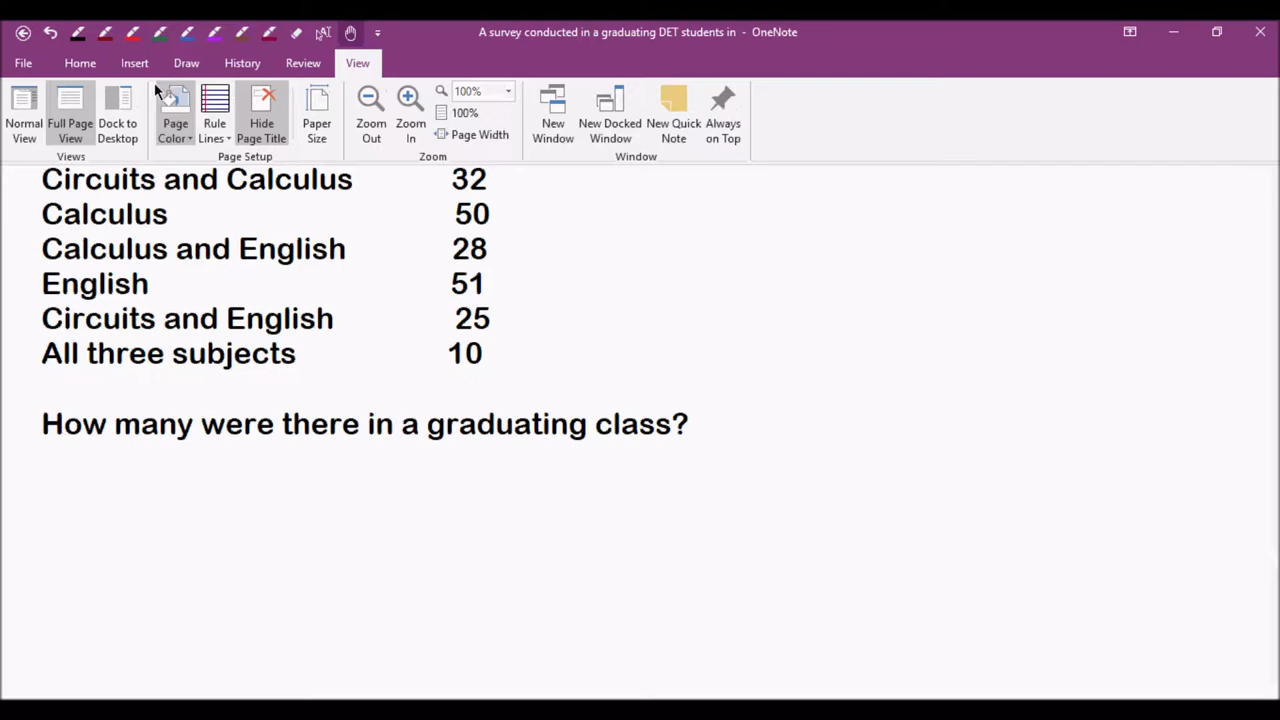 A survey conducted in a graduating DET students in - OneNote
File Home Insert Draw History Review View
Normal View
Full Page View
Dock to Desktop
Page Color
Rule Lines
Hide Page Title
Paper Size
Zoom Out
Zoom In
100%
100%
Page Width
New Window
New Docked Window
New Quick Note
Always on Top
Views Page Setup Zoom Window
Circuits and Calculus 32
Calculus 50
Calculus and English 28
English 51
Circuits and English 25
All three subjects 10
How many were there in a graduating class?